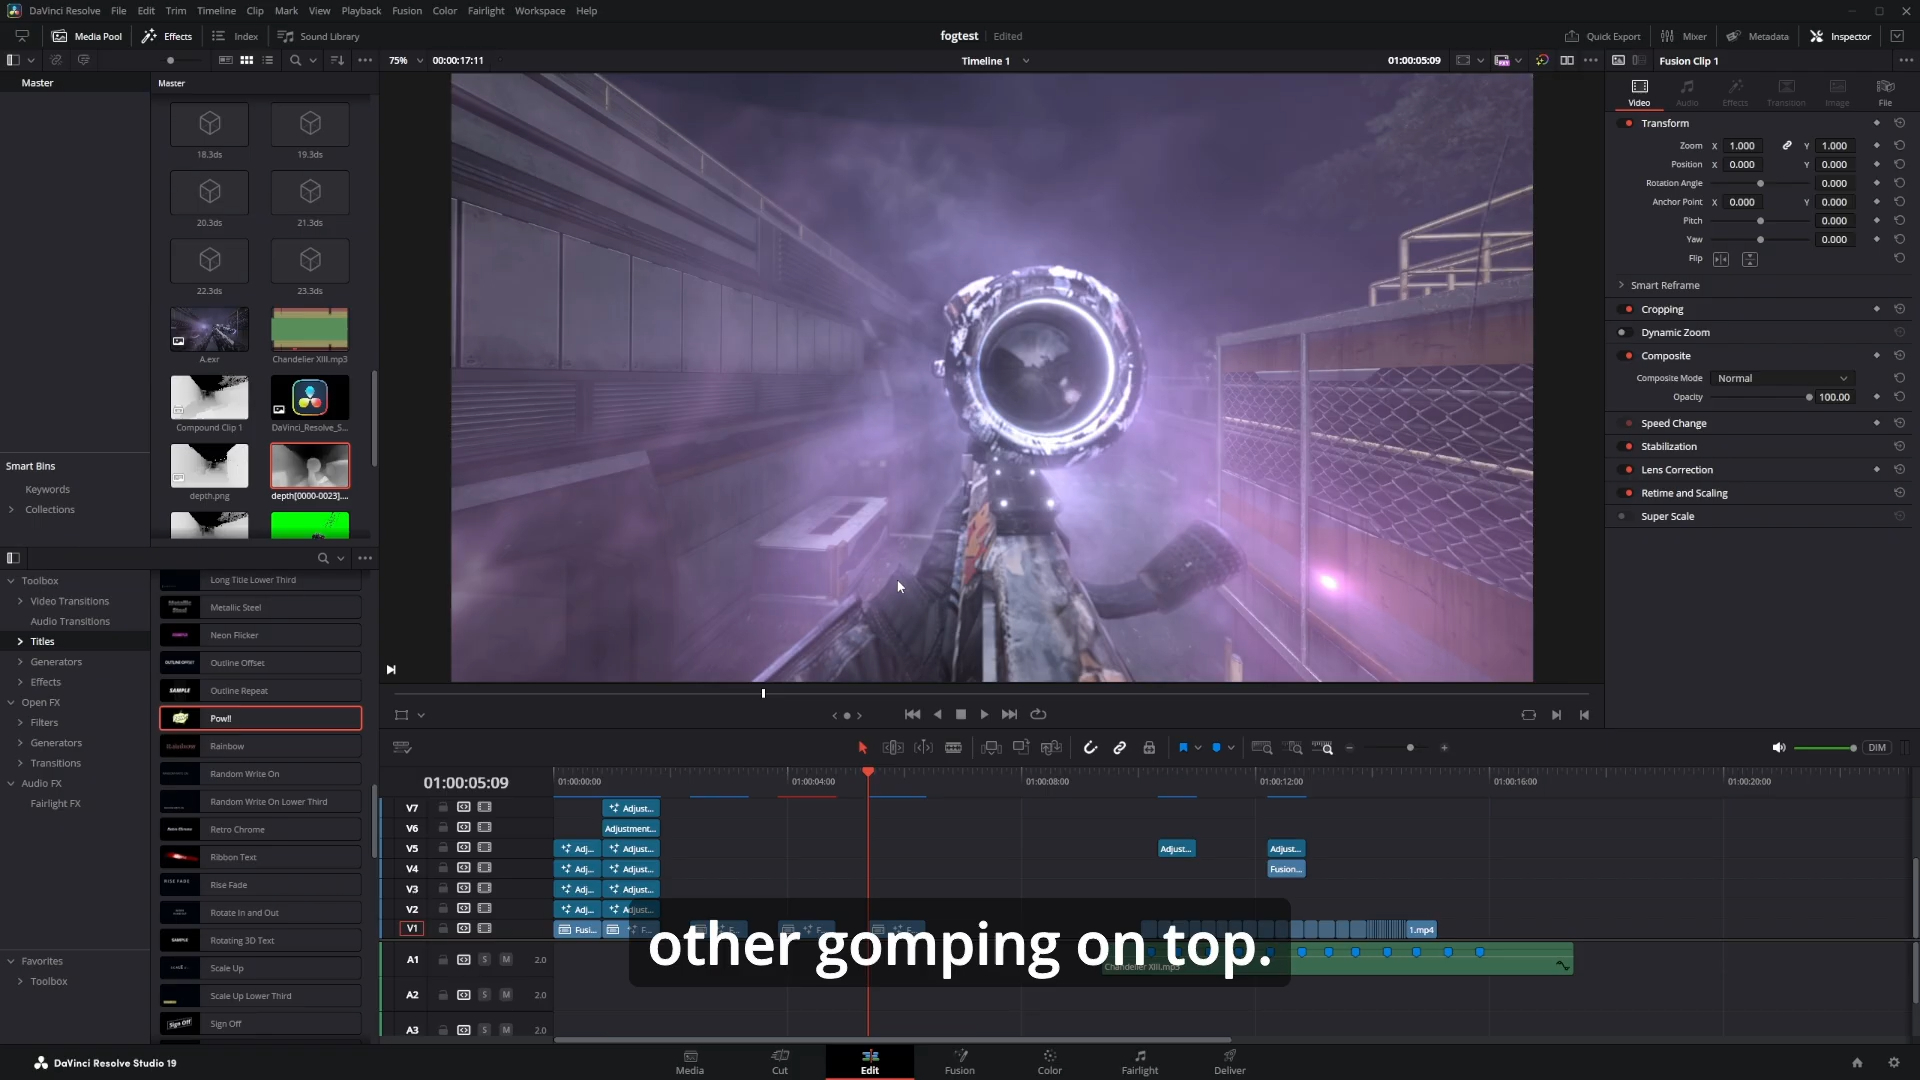 DaVinci Resolve File Edit Trim Timeline Clip Mark View Playback Fusion Color Fairlight Workspace Help
Media Pool Effects Index Sound Library fogtest Edited Quick Export Mixer Metadata Inspector
75% 00:00:17:11 Timeline 1 01:00:05:09 Fusion Clip 1
Master Master
Video Audio Effects Transition Image File
18.3ds 19.3ds
20.3ds 21.3ds
22.3ds 23.3ds
A.exr Chandelier XIII.mp3
Compound Clip 1 DaVinci_Resolve_S...
depth.png depth[0000-0023]....
Transform
Zoom X 1.000 Y 1.000
Position X 0.000 Y 0.000
Rotation Angle 0.000
Anchor Point X 0.000 Y 0.000
Pitch 0.000
Yaw 0.000
Flip
Smart Reframe
Cropping
Dynamic Zoom
Composite
Composite Mode Normal
Opacity 100.00
Speed Change
Stabilization
Lens Correction
Retime and Scaling
Super Scale
Smart Bins
Keywords
Collections
Toolbox
Video Transitions
Audio Transitions
Titles
Generators
Effects
Open FX
Filters
Generators
Transitions
Audio FX
Fairlight FX
Favorites
Toolbox
Long Title Lower Third
Metallic Steel
Neon Flicker
OUTLINE OFFSET Outline Offset
SAMPLE Outline Repeat
Pow!!
Rainbow
Random Write On
Random Write On Lower Third
Retro Chrome
Ribbon Text
RISE FADE Rise Fade
Rotate In and Out
SAMPLE Rotating 3D Text
Scale Up
Scale Up Lower Third
Sign Off Sign Off
DIM
01:00:05:09 01:00:00:00 01:00:04:00 01:00:08:00 01:00:12:00 01:00:16:00 01:00:20:00
V7 Adjust...
V6 Adjustment...
V5 Adj... Adjust... Adjust... Adjust...
V4 Adj... Adjust... Fusion...
V3 Adj... Adjust...
V2 Adj... Adjust...
V1 Fusi... F... F... F... F... 1.mp4
A1 S M 2.0 Chandelier XIII.mp3
A2 S M 2.0
A3 S M 2.0
other gomping on top.
DaVinci Resolve Studio 19 Media Cut Edit Fusion Color Fairlight Deliver